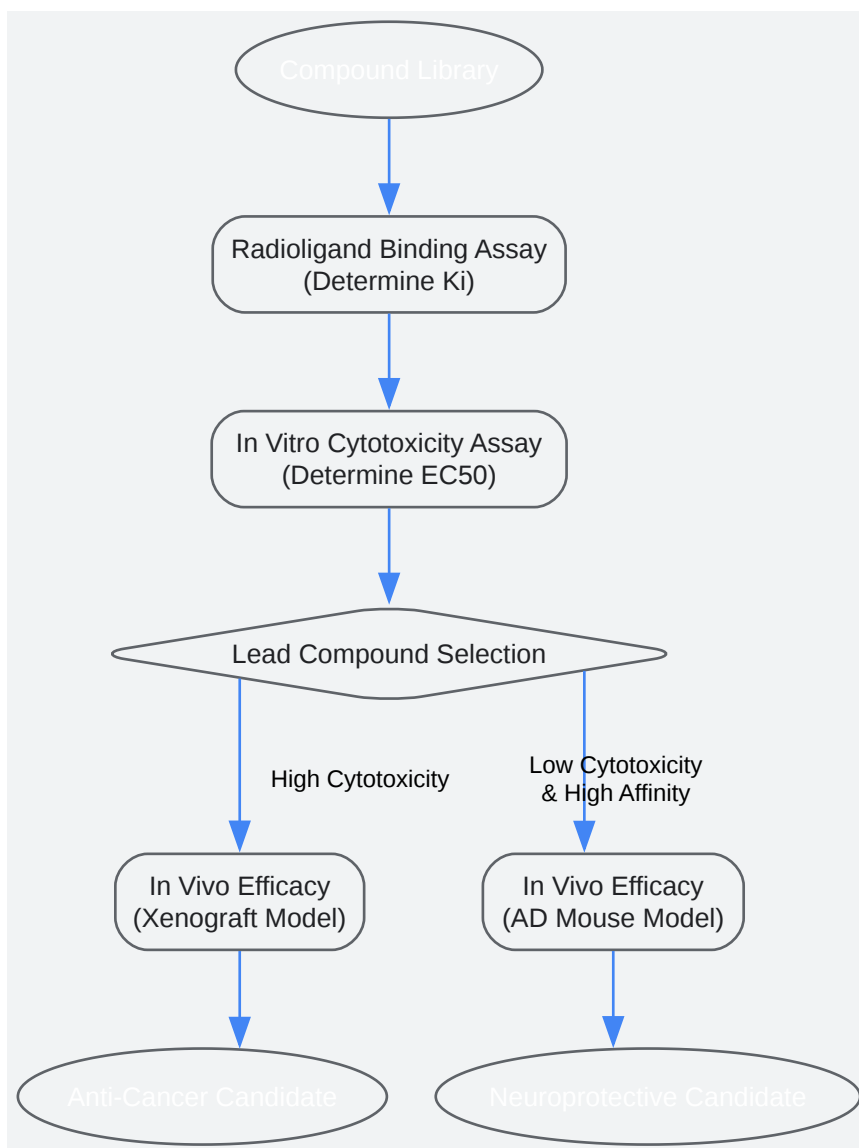 Compound Library
Radioligand Binding Assay
(Determine Ki)
In Vitro Cytotoxicity Assay
(Determine EC50)
Lead Compound Selection
High Cytotoxicity
Low Cytotoxicity
& High Affinity
In Vivo Efficacy
(Xenograft Model)
In Vivo Efficacy
(AD Mouse Model)
Anti-Cancer Candidate
Neuroprotective Candidate